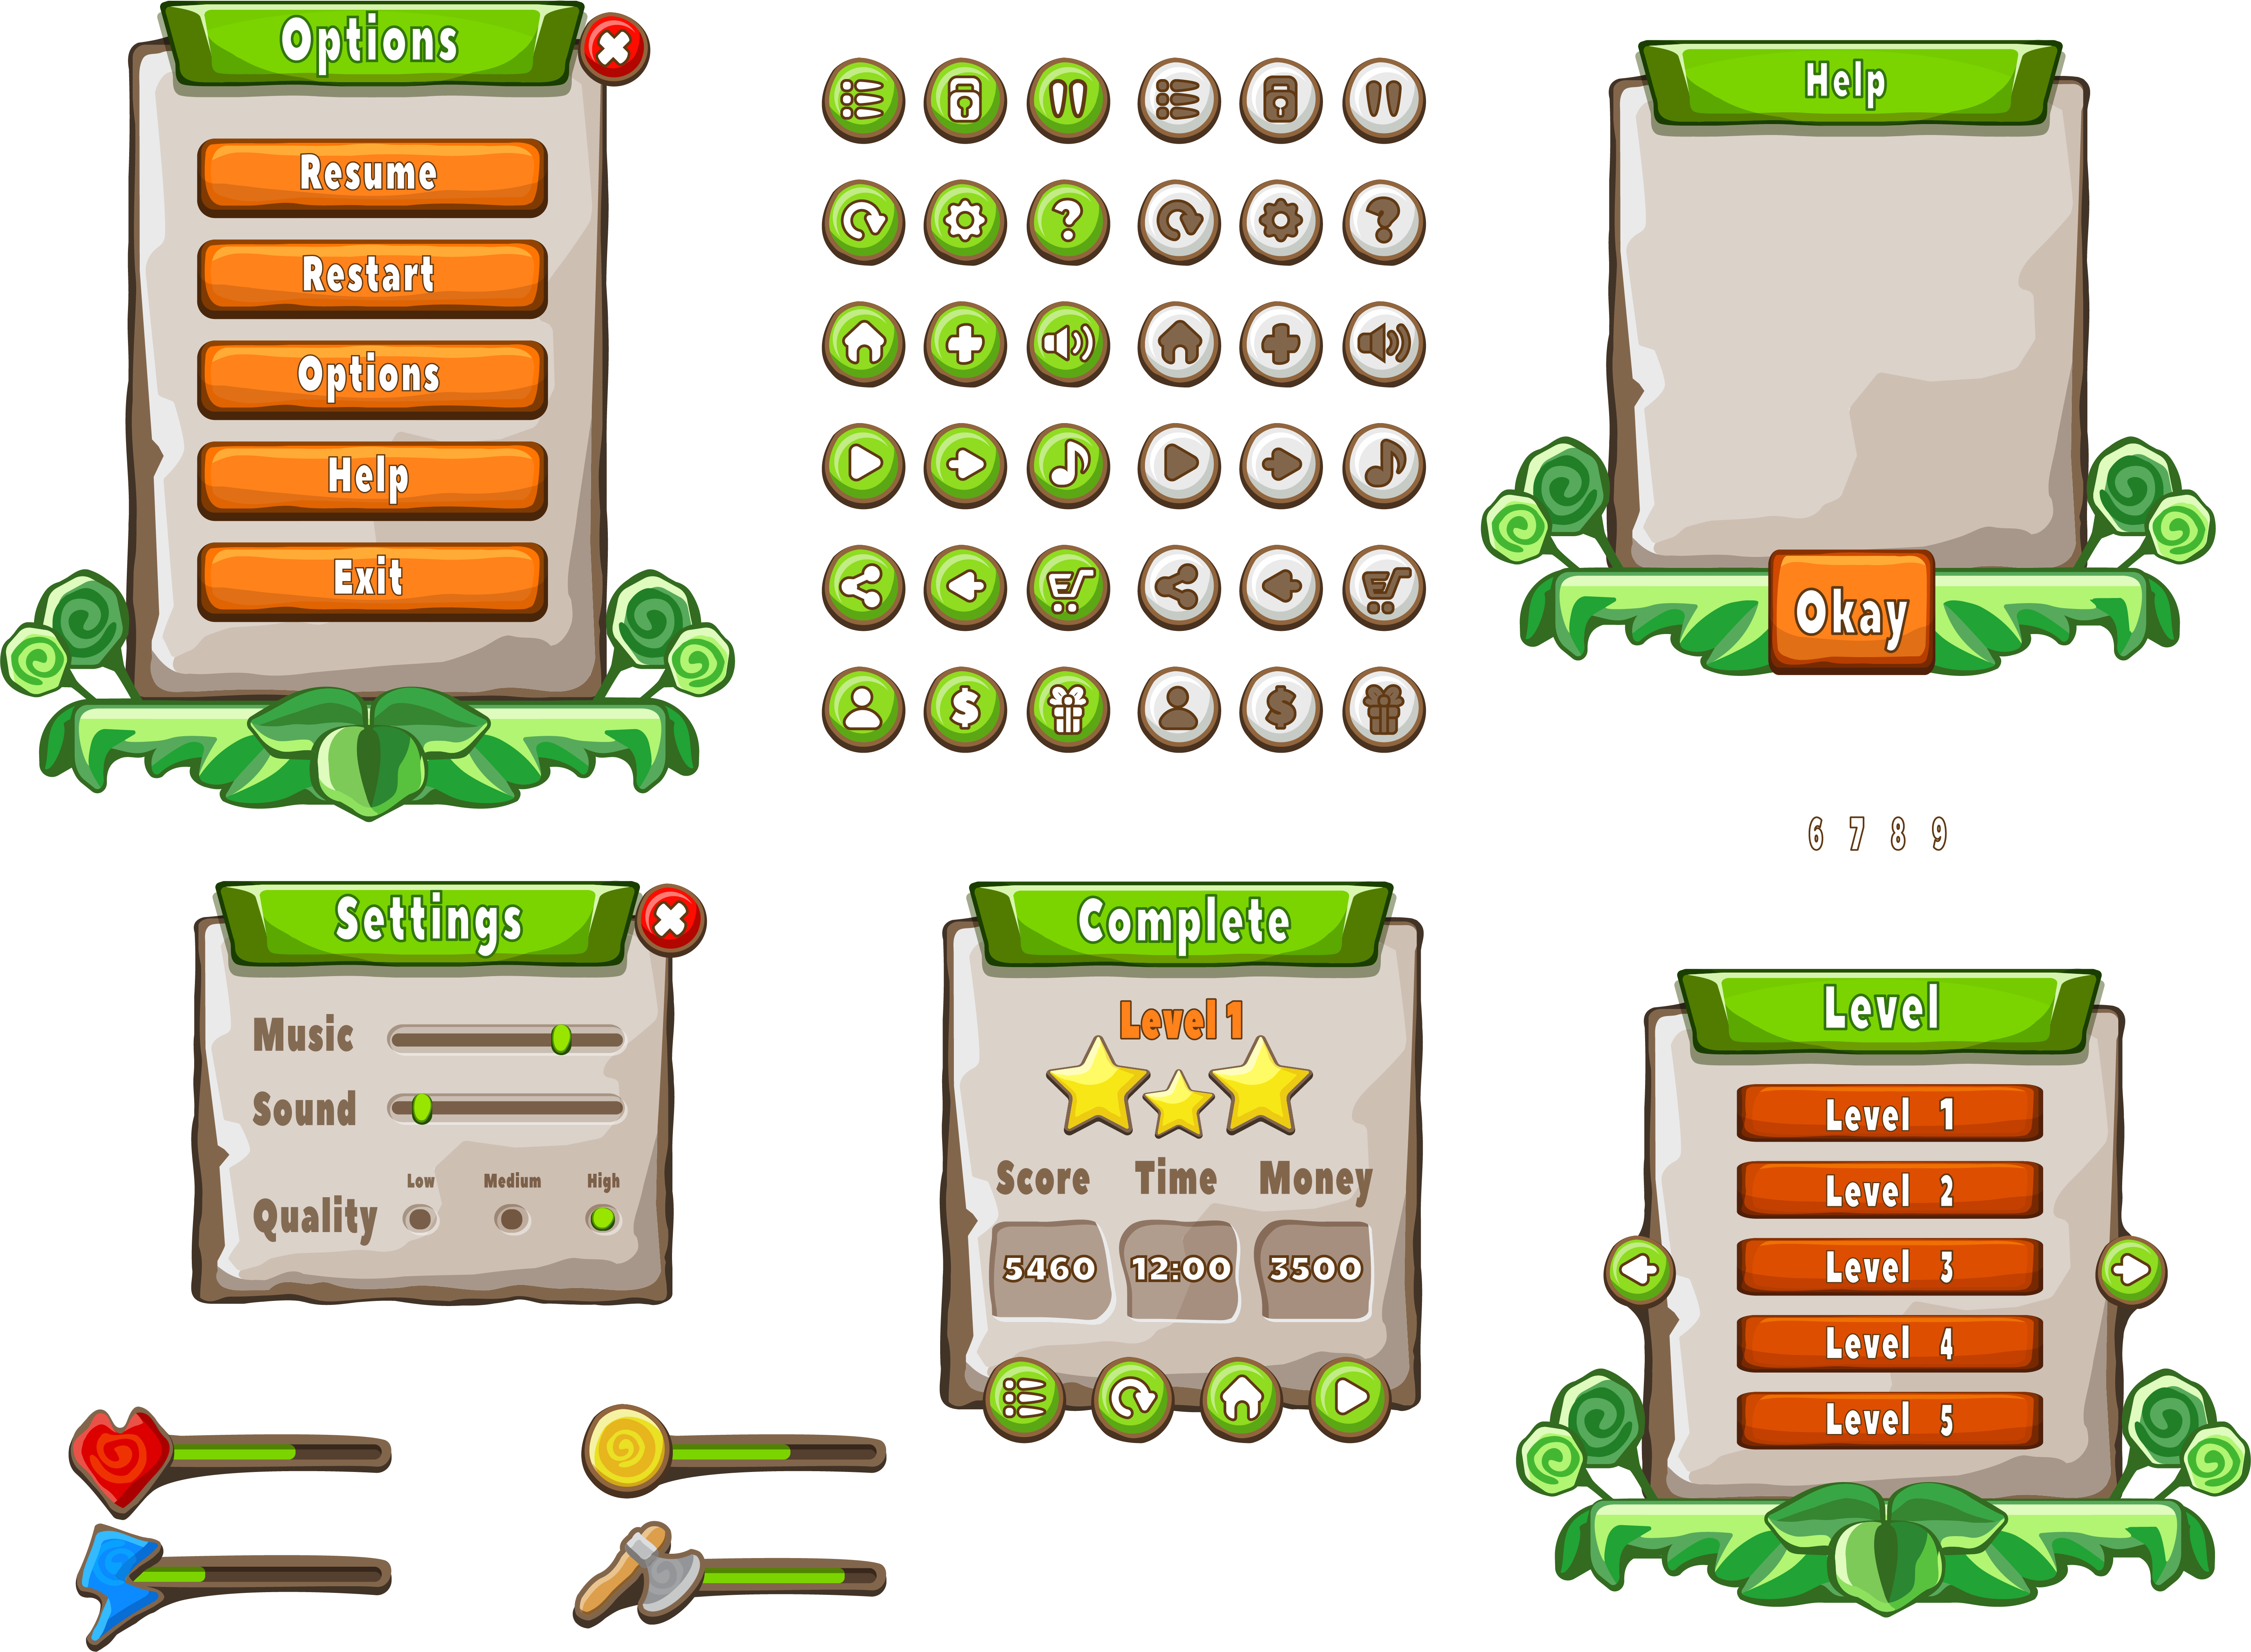 Options
Resume
Restart
Options
Help
Exit
Help
Okay
6 7 8 9
Settings
Music
Sound
Low Medium High
Quality
Complete
Level 1
Score Time Money
5460 12:00 3500
Level
Level 1
Level 2
Level 3
Level 4
Level 5